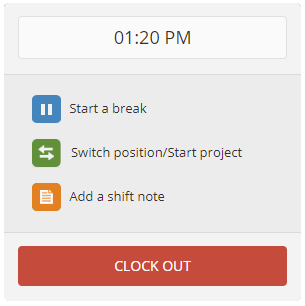 01:20 PM
Start a break
Switch position/Start project
Add a shift note
CLOCK OUT